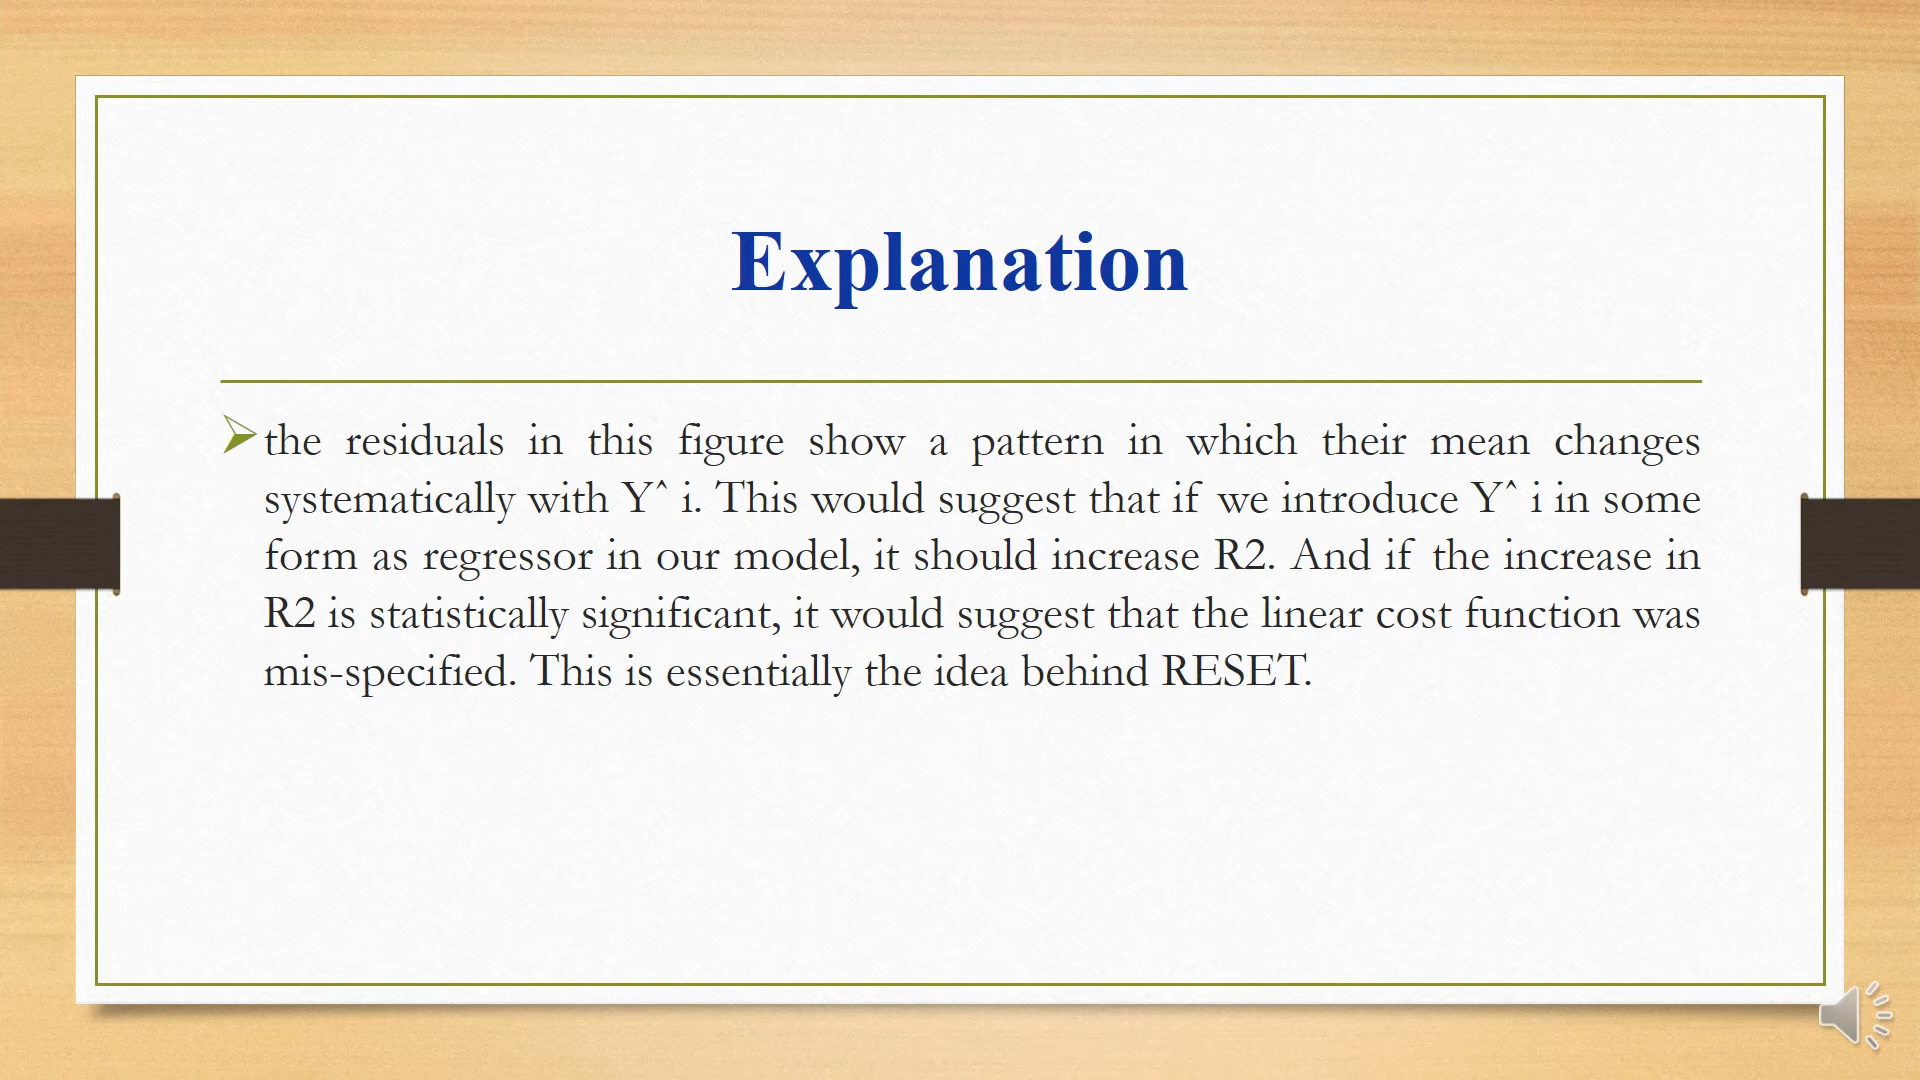 Explanation
the residuals in this figure show a pattern in which their mean changes
systematically with Y^ i. This would suggest that if we introduce Y^ i in some
form as regressor in our model, it should increase R2. And if the increase in
R2 is statistically significant, it would suggest that the linear cost function was
mis-specified. This is essentially the idea behind RESET.